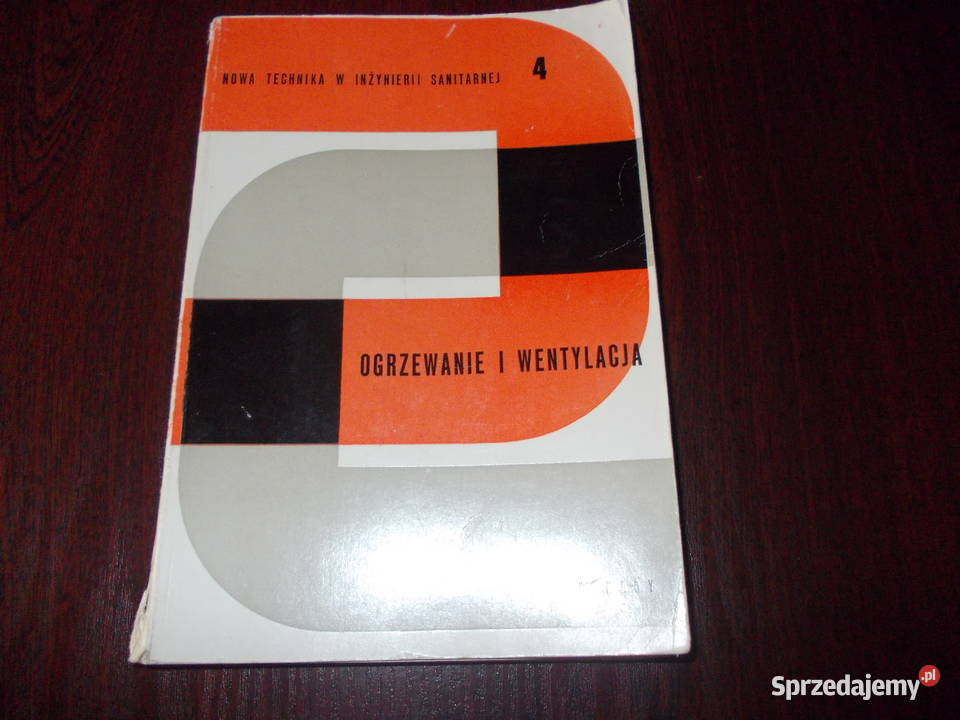 NOWA TECHNIKA W INŻYNIERII SANITARNEJ 4
OGRZEWANIE I WENTYLACJA
Sprzedajemy.pl